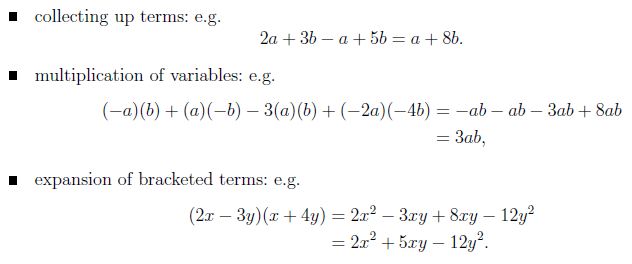 ■ collecting up terms: e.g.
2a + 3b − a + 5b = a + 8b.
■ multiplication of variables: e.g.
(−a)(b) + (a)(−b) − 3(a)(b) + (−2a)(−4b) = −ab − ab − 3ab + 8ab
= 3ab,
■ expansion of bracketed terms: e.g.
(2x − 3y)(x + 4y) = 2x² − 3xy + 8xy − 12y²
= 2x² + 5xy − 12y².